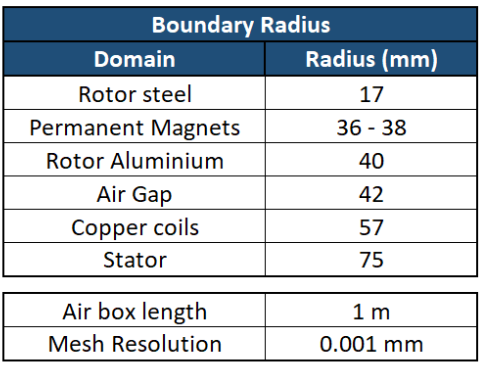 Boundary Radius
Domain Radius (mm)
Rotor steel 17
Permanent Magnets 36 - 38
Rotor Aluminium 40
Air Gap 42
Copper coils 57
Stator 75
Air box length 1 m
Mesh Resolution 0.001 mm